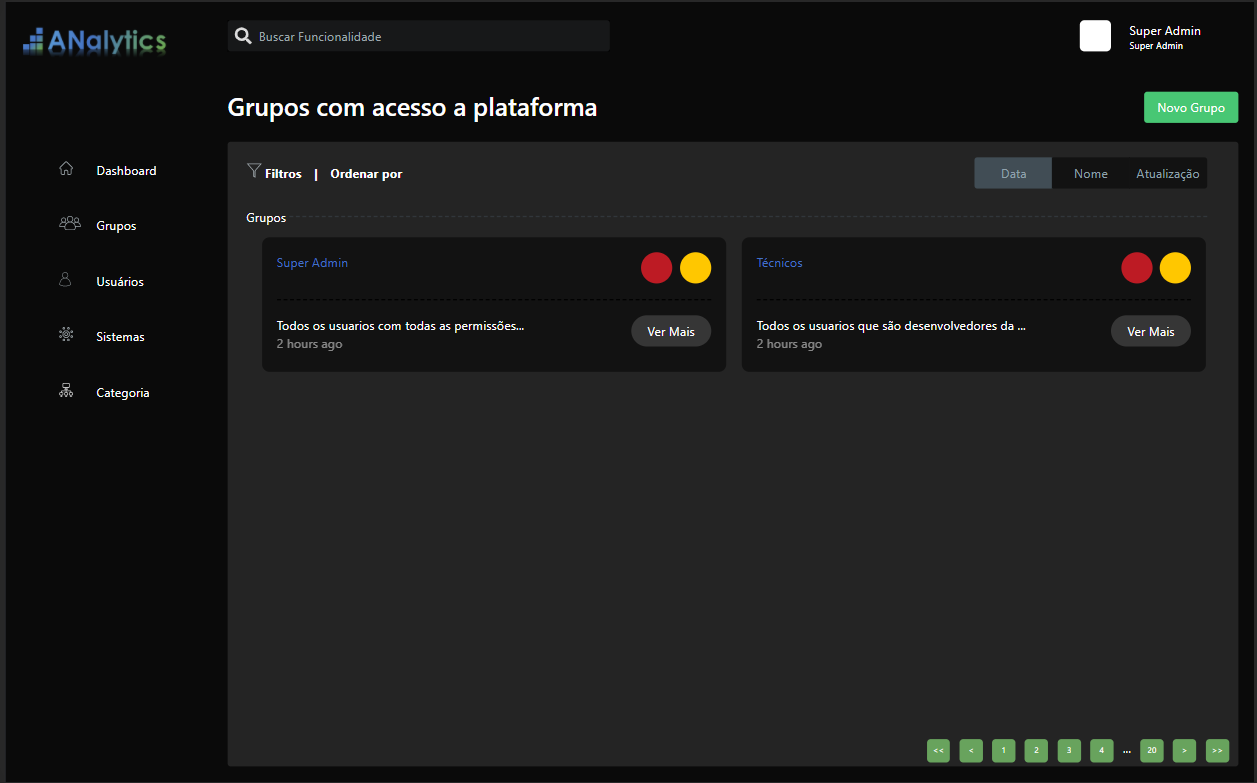 ANalytics
Buscar Funcionalidade
Super Admin
Super Admin
Grupos com acesso a plataforma
Novo Grupo
Dashboard
Grupos
Usuários
Sistemas
Categoria
Filtros | Ordenar por
Data Nome Atualização
Grupos
Super Admin
Todos os usuarios com todas as permissões...
2 hours ago
Ver Mais
Técnicos
Todos os usuarios que são desenvolvedores da ...
2 hours ago
Ver Mais
<< < 1 2 3 4 ... 20 > >>